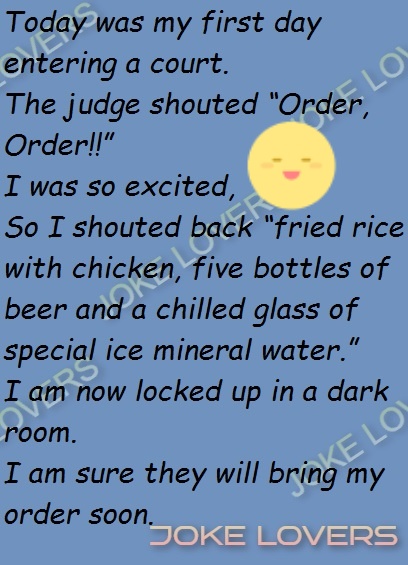 Today was my first day
entering a court.
The judge shouted “Order,
Order!!”
I was so excited,
So I shouted back “fried rice
with chicken, five bottles of
beer and a chilled glass of
special ice mineral water.”
I am now locked up in a dark
room.
I am sure they will bring my
order soon.
JOKE LOVERS